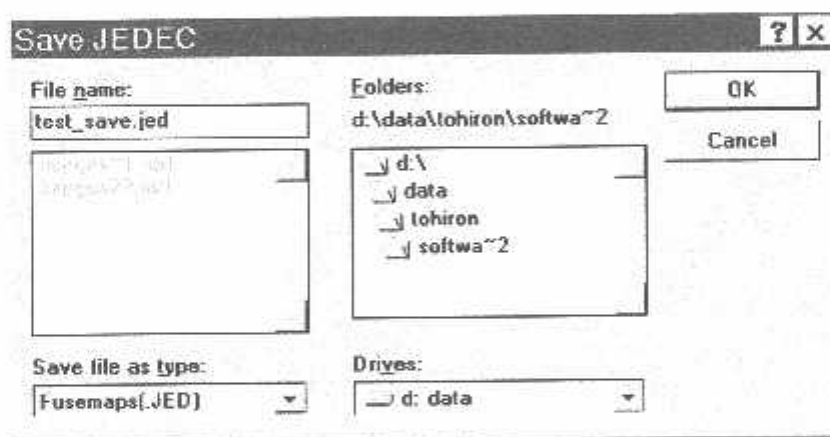 Save JEDEC
File name:
test_save.jed
Folders:
d:\data\tohiron\softwa~2
d:\
data
tohiron
softwa~2
OK
Cancel
Save file as type:
Fusemaps(.JED)
Drives:
d: data